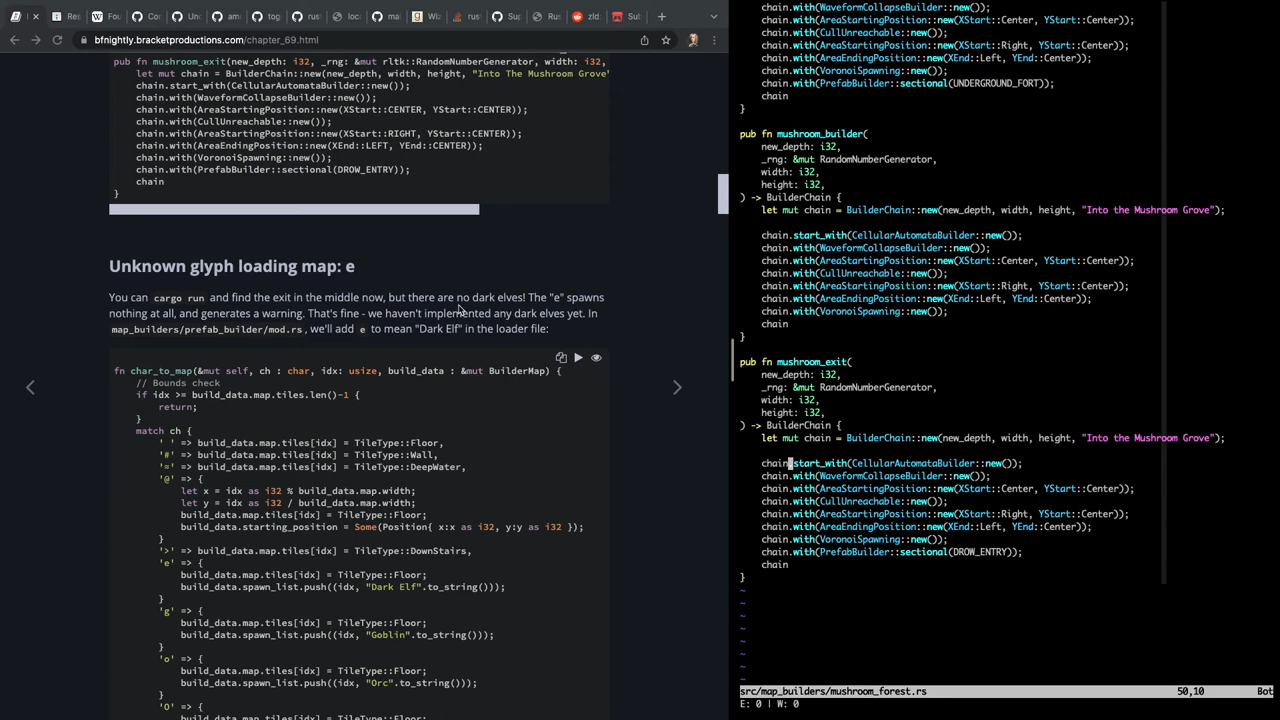 Re
Fou
Co
Un
am
tog
rus
loca
ma
Wiz
rust
Sup
Rus
zld:
Sub
bfnightly.bracketproductions.com/chapter_69.html
pub fn mushroom_exit(new_depth: i32, _rng: &mut rltk::RandomNumberGenerator, width: i32,
let mut chain = BuilderChain::new(new_depth, width, height, "Into The Mushroom Grove"
chain.start_with(CellularAutomataBuilder::new());
chain.with(WaveformCollapseBuilder::new());
chain.with(AreaStartingPosition::new(XStart::CENTER, YStart::CENTER));
chain.with(CullUnreachable::new());
chain.with(AreaStartingPosition::new(XStart::RIGHT, YStart::CENTER));
chain.with(AreaEndingPosition::new(XEnd::LEFT, YEnd::CENTER));
chain.with(VoronoiSpawning::new());
chain.with(PrefabBuilder::sectional(DROW_ENTRY));
chain
}
Unknown glyph loading map: e
You can cargo run and find the exit in the middle now, but there are no dark elves! The "e" spawns
nothing at all, and generates a warning. That's fine - we haven't implemented any dark elves yet. In
map_builders/prefab_builder/mod.rs, we'll add e to mean "Dark Elf" in the loader file:
fn char_to_map(&mut self, ch : char, idx: usize, build_data : &mut BuilderMap) {
// Bounds check
if idx >= build_data.map.tiles.len()-1 {
return;
}
match ch {
' ' => build_data.map.tiles[idx] = TileType::Floor,
'#' => build_data.map.tiles[idx] = TileType::Wall,
'≈' => build_data.map.tiles[idx] = TileType::DeepWater,
'@' => {
let x = idx as i32 % build_data.map.width;
let y = idx as i32 / build_data.map.width;
build_data.map.tiles[idx] = TileType::Floor;
build_data.starting_position = Some(Position{ x:x as i32, y:y as i32 });
}
'>' => build_data.map.tiles[idx] = TileType::DownStairs,
'e' => {
build_data.map.tiles[idx] = TileType::Floor;
build_data.spawn_list.push((idx, "Dark Elf".to_string()));
}
'g' => {
build_data.map.tiles[idx] = TileType::Floor;
build_data.spawn_list.push((idx, "Goblin".to_string()));
}
'o' => {
build_data.map.tiles[idx] = TileType::Floor;
build_data.spawn_list.push((idx, "Orc".to_string()));
}
'O' => {
build_data.map.tiles[idx] = TileType::Floor;
chain.with(WaveformCollapseBuilder::new());
chain.with(AreaStartingPosition::new(XStart::Center, YStart::Center));
chain.with(CullUnreachable::new());
chain.with(AreaStartingPosition::new(XStart::Right, YStart::Center));
chain.with(AreaEndingPosition::new(XEnd::Left, YEnd::Center));
chain.with(VoronoiSpawning::new());
chain.with(PrefabBuilder::sectional(UNDERGROUND_FORT));
chain
}
pub fn mushroom_builder(
new_depth: i32,
_rng: &mut RandomNumberGenerator,
width: i32,
height: i32,
) -> BuilderChain {
let mut chain = BuilderChain::new(new_depth, width, height, "Into the Mushroom Grove");
chain.start_with(CellularAutomataBuilder::new());
chain.with(WaveformCollapseBuilder::new());
chain.with(AreaStartingPosition::new(XStart::Center, YStart::Center));
chain.with(CullUnreachable::new());
chain.with(AreaStartingPosition::new(XStart::Right, YStart::Center));
chain.with(AreaEndingPosition::new(XEnd::Left, YEnd::Center));
chain.with(VoronoiSpawning::new());
chain
}
pub fn mushroom_exit(
new_depth: i32,
_rng: &mut RandomNumberGenerator,
width: i32,
height: i32,
) -> BuilderChain {
let mut chain = BuilderChain::new(new_depth, width, height, "Into the Mushroom Grove");
chain.start_with(CellularAutomataBuilder::new());
chain.with(WaveformCollapseBuilder::new());
chain.with(AreaStartingPosition::new(XStart::Center, YStart::Center));
chain.with(CullUnreachable::new());
chain.with(AreaStartingPosition::new(XStart::Right, YStart::Center));
chain.with(AreaEndingPosition::new(XEnd::Left, YEnd::Center));
chain.with(VoronoiSpawning::new());
chain.with(PrefabBuilder::sectional(DROW_ENTRY));
chain
}
~
~
~
~
~
~
~
~
src/map_builders/mushroom_forest.rs 50,10 Bot
E: 0 | W: 0